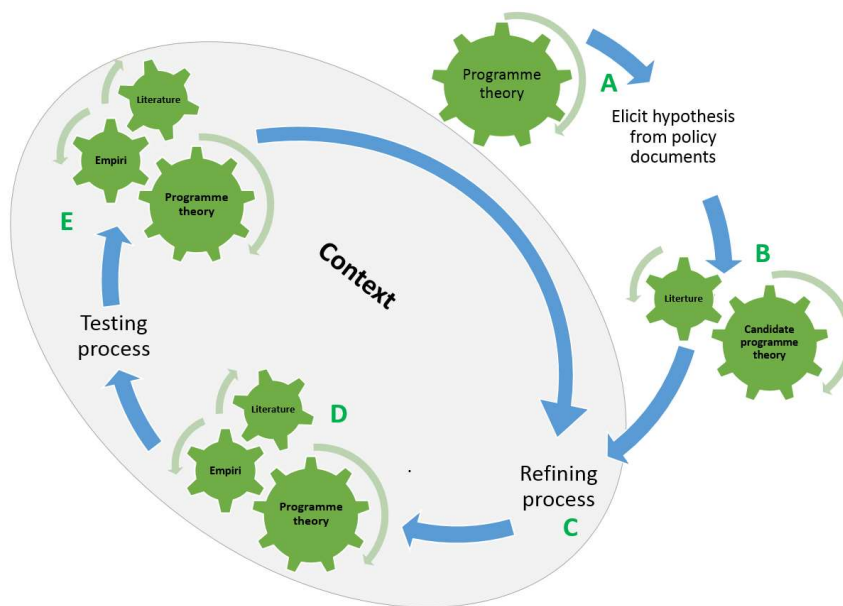 Programme
theory
A
Elicit hypothesis
from policy
documents
B
Literture
Candidate
programme
theory
Literature
Empiri
Programme
theory
E
Context
Testing
process
Literature
D
Empiri
Programme
theory
Refining
process
C